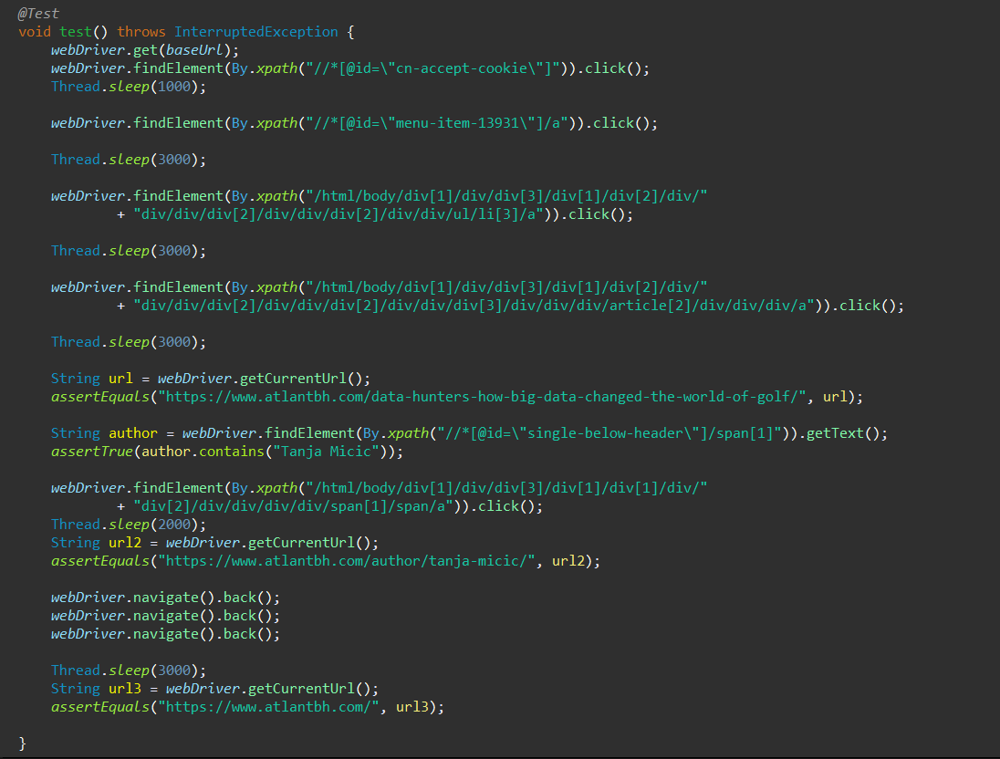 @Test
void test() throws InterruptedException {
    webDriver.get(baseUrl);
    webDriver.findElement(By.xpath("//*[@id=\"cn-accept-cookie\"]")).click();
    Thread.sleep(1000);

    webDriver.findElement(By.xpath("//*[@id=\"menu-item-13931\"]/a")).click();

    Thread.sleep(3000);

    webDriver.findElement(By.xpath("/html/body/div[1]/div/div[3]/div[1]/div[2]/div/"
            + "div/div/div[2]/div/div/div[2]/div/div/ul/li[3]/a")).click();

    Thread.sleep(3000);

    webDriver.findElement(By.xpath("/html/body/div[1]/div/div[3]/div[1]/div[2]/div/"
            + "div/div/div[2]/div/div/div[2]/div/div/div[3]/div/div/div/article[2]/div/div/div/a")).click();

    Thread.sleep(3000);

    String url = webDriver.getCurrentUrl();
    assertEquals("https://www.atlantbh.com/data-hunters-how-big-data-changed-the-world-of-golf/", url);

    String author = webDriver.findElement(By.xpath("//*[@id=\"single-below-header\"]/span[1]")).getText();
    assertTrue(author.contains("Tanja Micic"));

    webDriver.findElement(By.xpath("/html/body/div[1]/div/div[3]/div[1]/div[1]/div/"
            + "div[2]/div/div/div/div/span[1]/span/a")).click();
    Thread.sleep(2000);
    String url2 = webDriver.getCurrentUrl();
    assertEquals("https://www.atlantbh.com/author/tanja-micic/", url2);

    webDriver.navigate().back();
    webDriver.navigate().back();
    webDriver.navigate().back();

    Thread.sleep(3000);
    String url3 = webDriver.getCurrentUrl();
    assertEquals("https://www.atlantbh.com/", url3);

}